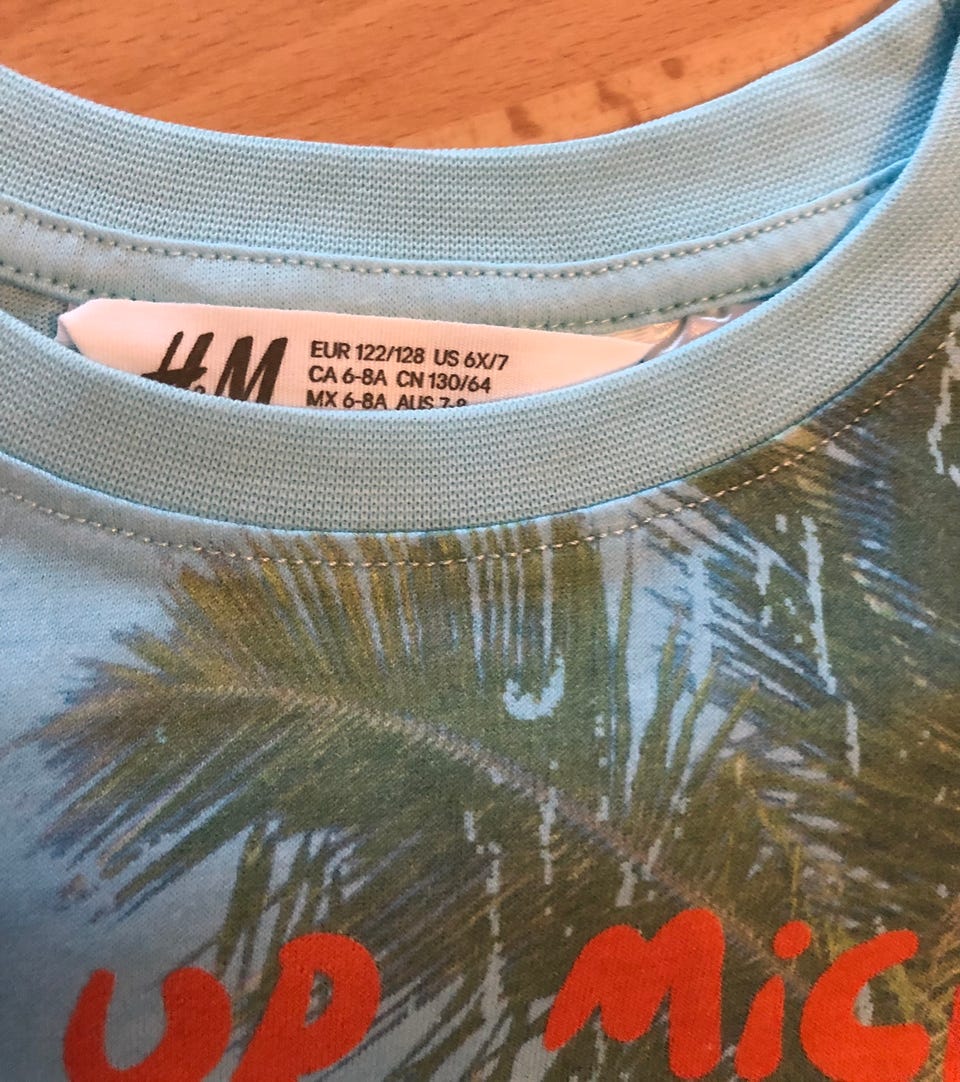 H&M
EUR 122/128 US 6X/7
CA 6-8A CN 130/64
MX 6-8A AUS 7-8
UP